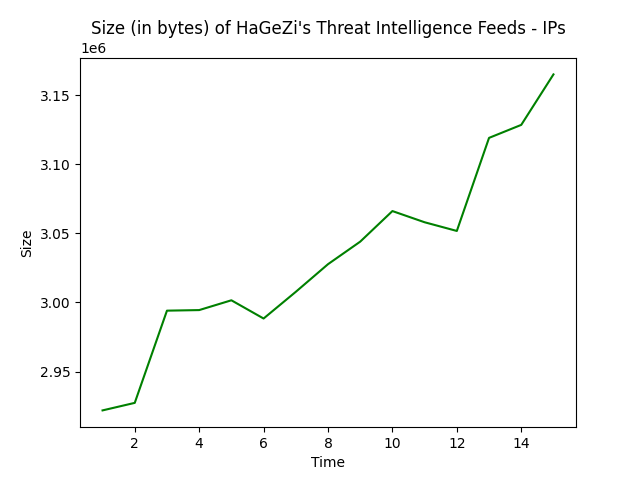 Size (in bytes) of HaGeZi's Threat Intelligence Feeds - IPs
1e6
3.15
3.10
3.05
3.00
2.95
Size
2 4 6 8 10 12 14
Time